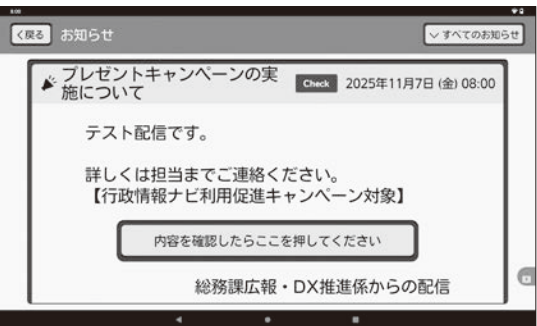 8:00
戻る お知らせ すべてのお知らせ
プレゼントキャンペーンの実
施について
Check 2025年11月7日 (金) 08:00
テスト配信です。
詳しくは担当までご連絡ください。
【行政情報ナビ利用促進キャンペーン対象】
内容を確認したらここを押してください
総務課広報・DX推進係からの配信